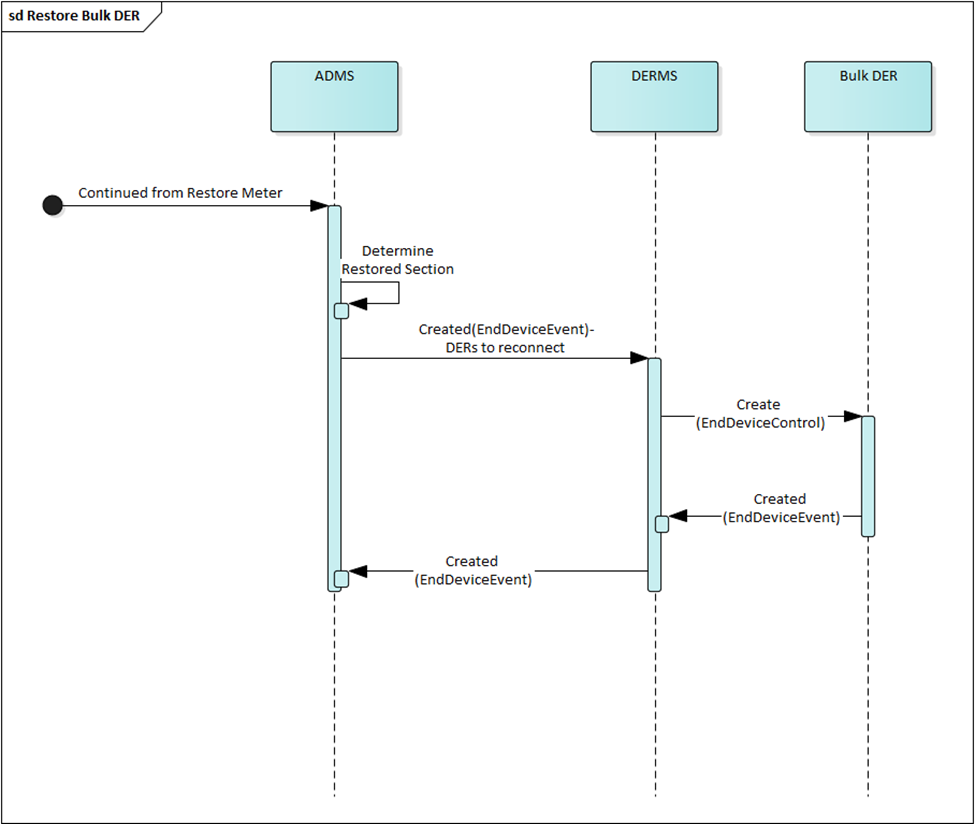 sd Restore Bulk DER
ADMS
DERMS
Bulk DER
Continued from Restore Meter
Determine
Restored Section
Created(EndDeviceEvent)-
DERs to reconnect
Create
(EndDeviceControl)
Created
(EndDeviceEvent)
Created
(EndDeviceEvent)